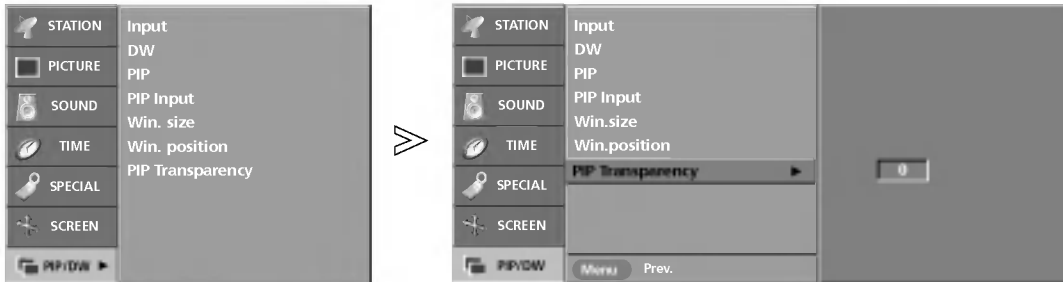 STATION
PICTURE
SOUND
TIME
SPECIAL
SCREEN
PIP/DW
Input
DW
PIP
PIP Input
Win. size
Win. position
PIP Transparency
STATION
PICTURE
SOUND
TIME
SPECIAL
SCREEN
PIP/DW
Input
DW
PIP
PIP Input
Win.size
Win.position
PIP Transparency
Menu Prev.
0